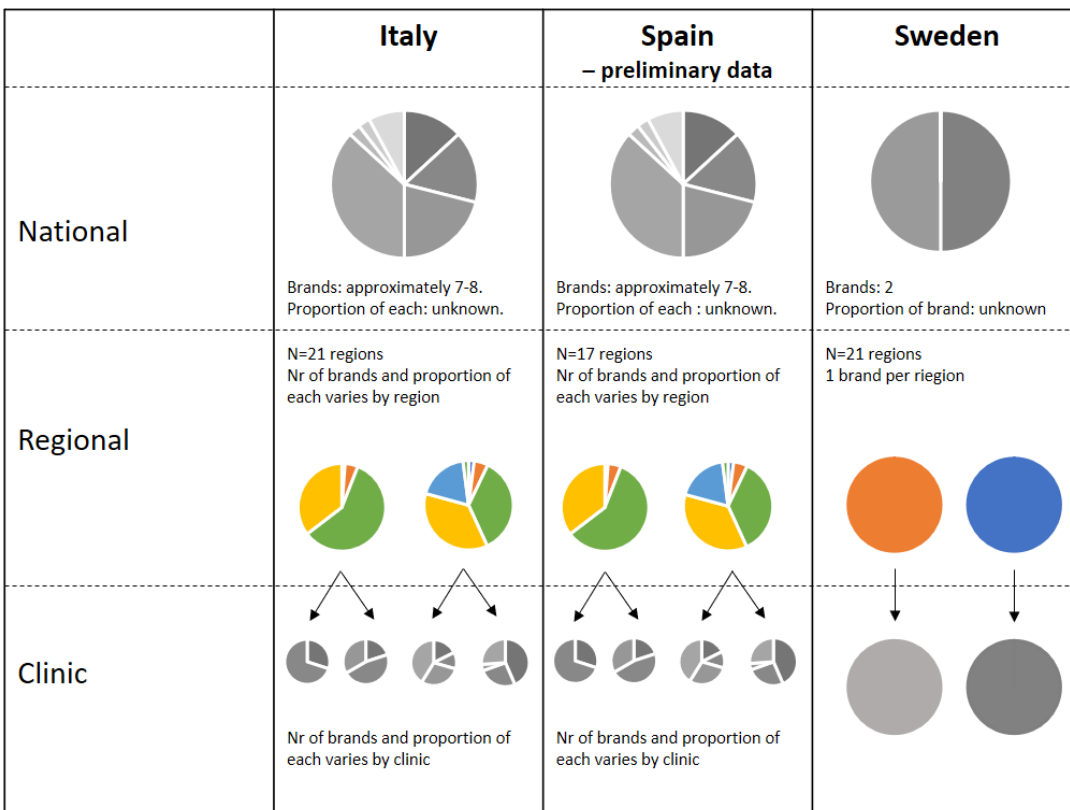 Italy
Spain
– preliminary data
Sweden
National
Brands: approximately 7-8.
Proportion of each: unknown.
Brands: approximately 7-8.
Proportion of each : unknown.
Brands: 2
Proportion of brand: unknown
Regional
N=21 regions
Nr of brands and proportion of
each varies by region
N=17 regions
Nr of brands and proportion of
each varies by region
N=21 regions
1 brand per riegion
Clinic
Nr of brands and proportion of
each varies by clinic
Nr of brands and proportion of
each varies by clinic